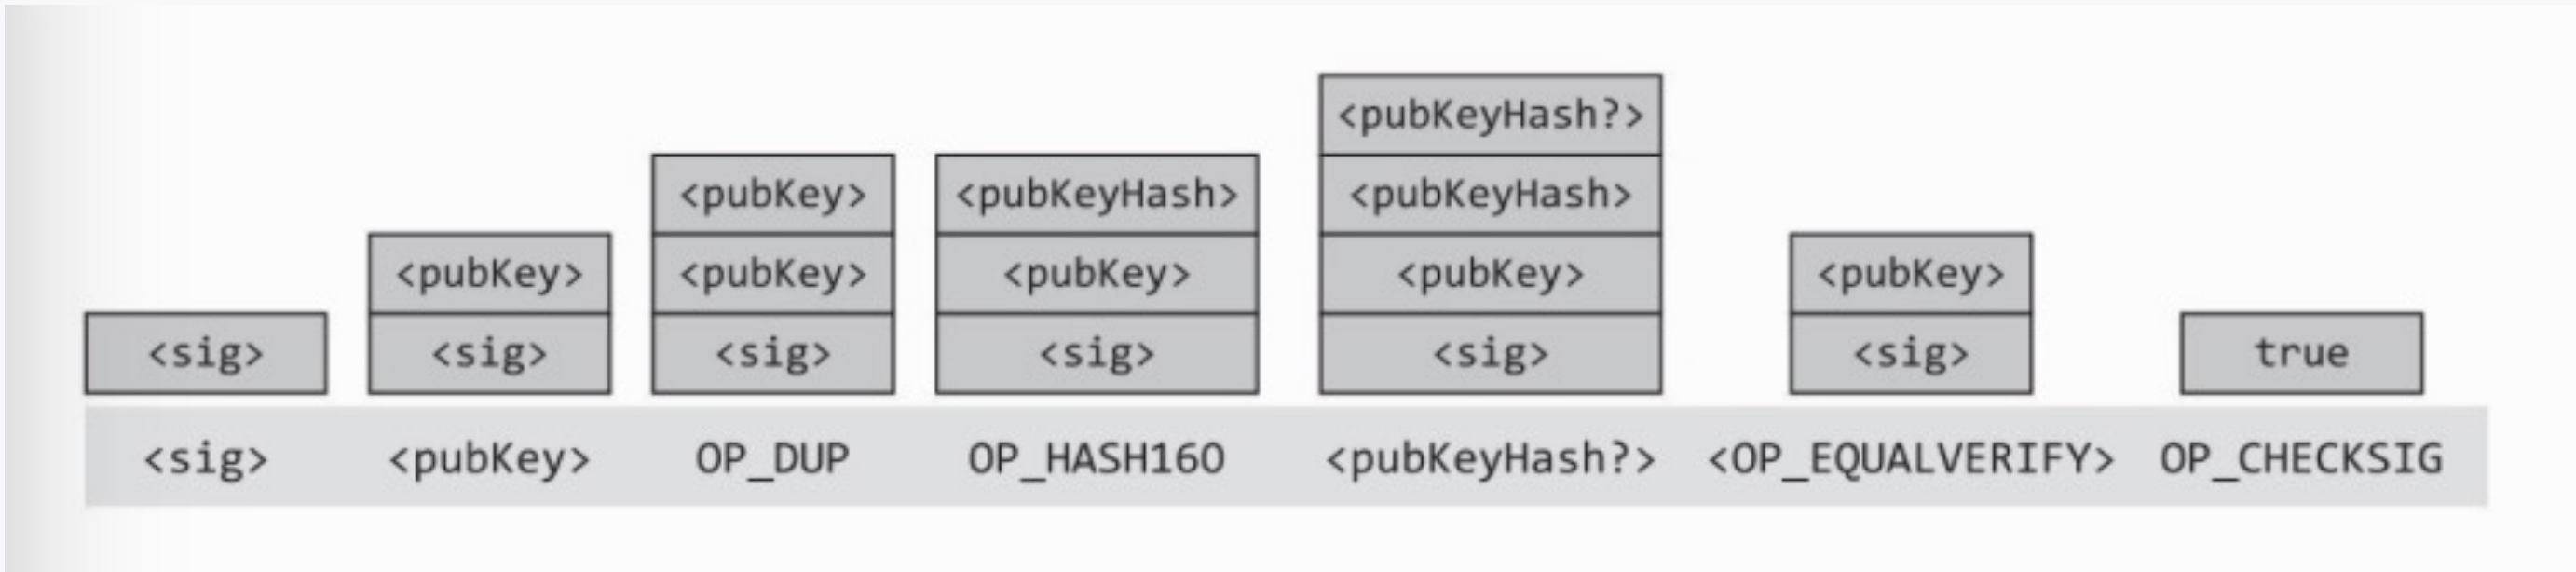 <pubKeyHash?>
<pubKey> <pubKeyHash> <pubKeyHash>
<pubKey> <pubKey> <pubKey> <pubKey> <pubKey>
<sig> <sig> <sig> <sig> <sig> <sig> true
<sig> <pubKey> OP_DUP OP_HASH160 <pubKeyHash?> <OP_EQUALVERIFY> OP_CHECKSIG